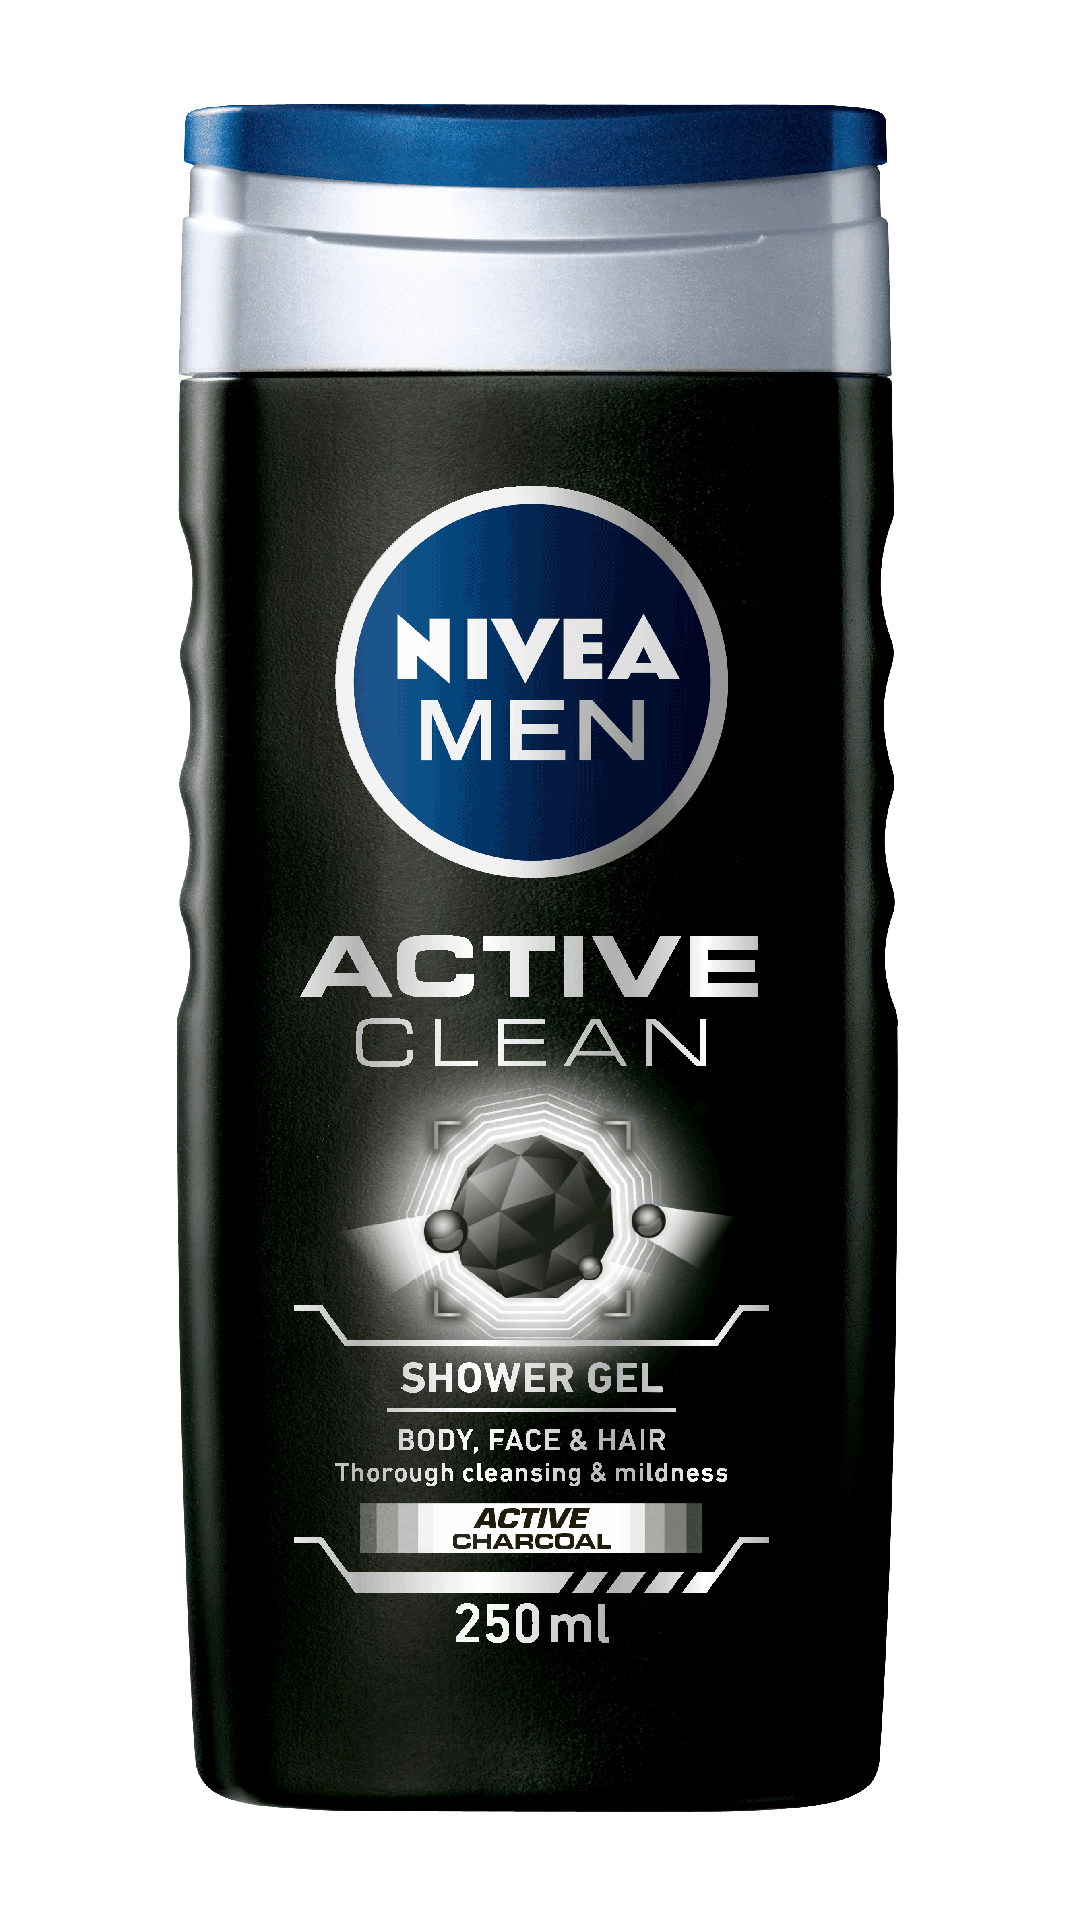 NIVEA
MEN
ACTIVE
CLEAN
SHOWER GEL
BODY, FACE & HAIR
Thorough cleansing & mildness
ACTIVE
CHARCOAL
250ml